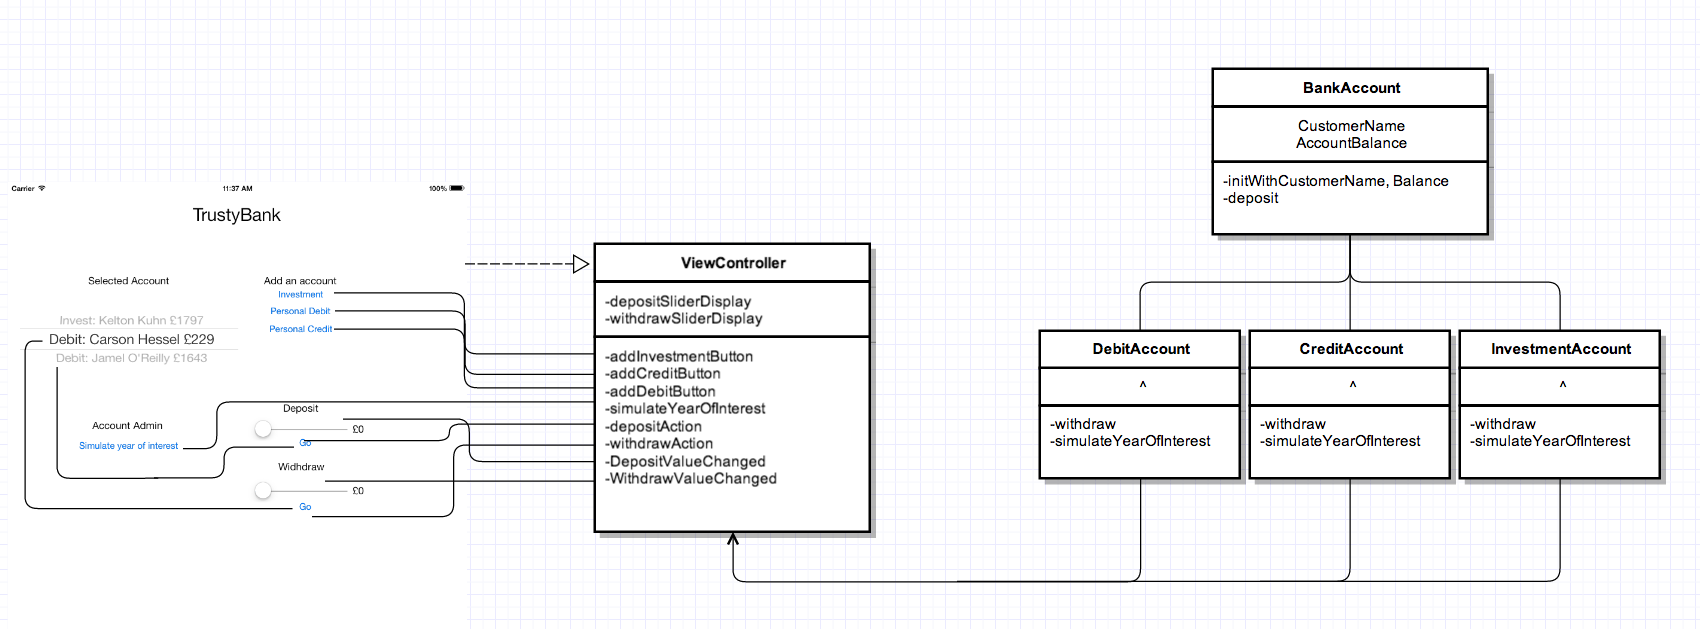 Carrier
11:37 AM
100%
TrustyBank
Selected Account
Add an account
Investment
Personal Debit
Personal Credit
Invest: Kelton Kuhn £1797
Debit: Carson Hessel £229
Debit: Jamel O'Reilly £1643
Account Admin
Simulate year of interest
Deposit
£0
Go
Widhdraw
£0
Go
ViewController
-depositSliderDisplay
-withdrawSliderDisplay
-addInvestmentButton
-addCreditButton
-addDebitButton
-simulateYearOfInterest
-depositAction
-withdrawAction
-DepositValueChanged
-WithdrawValueChanged
BankAccount
CustomerName
AccountBalance
-initWithCustomerName, Balance
-deposit
DebitAccount
^
-withdraw
-simulateYearOfInterest
CreditAccount
^
-withdraw
-simulateYearOfInterest
InvestmentAccount
^
-withdraw
-simulateYearOfInterest